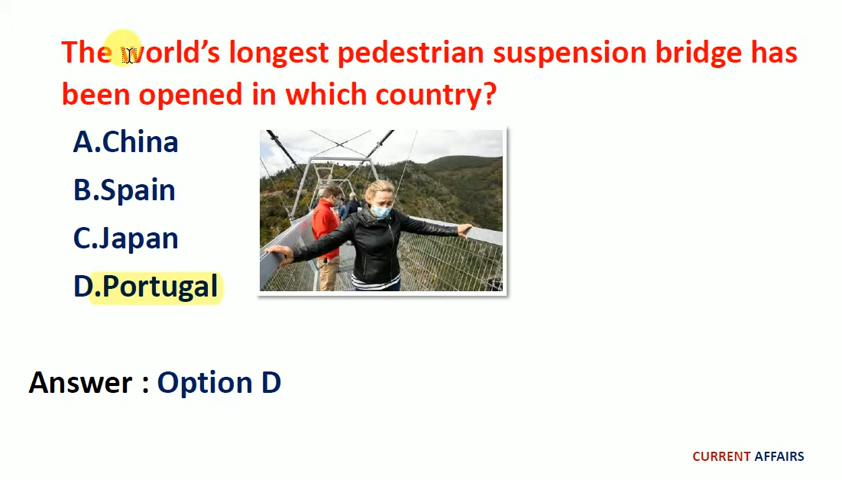 The world's longest pedestrian suspension bridge has
been opened in which country?
A.China
B.Spain
C.Japan
D.Portugal
Answer : Option D
CURRENT AFFAIRS